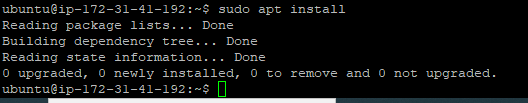 ubuntu@ip-172-31-41-192:~$ sudo apt install
Reading package lists... Done
Building dependency tree... Done
Reading state information... Done
0 upgraded, 0 newly installed, 0 to remove and 0 not upgraded.
ubuntu@ip-172-31-41-192:~$